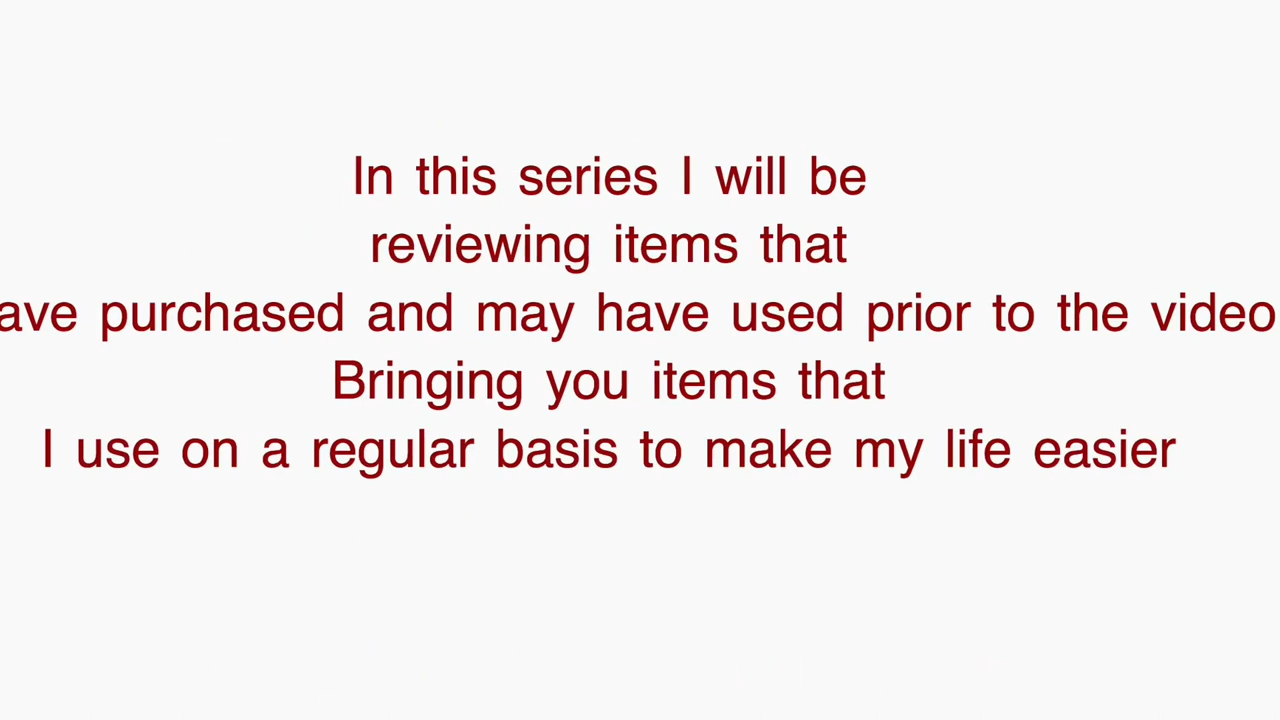 In this series I will be
reviewing items that
ave purchased and may have used prior to the video
Bringing you items that
I use on a regular basis to make my life easier